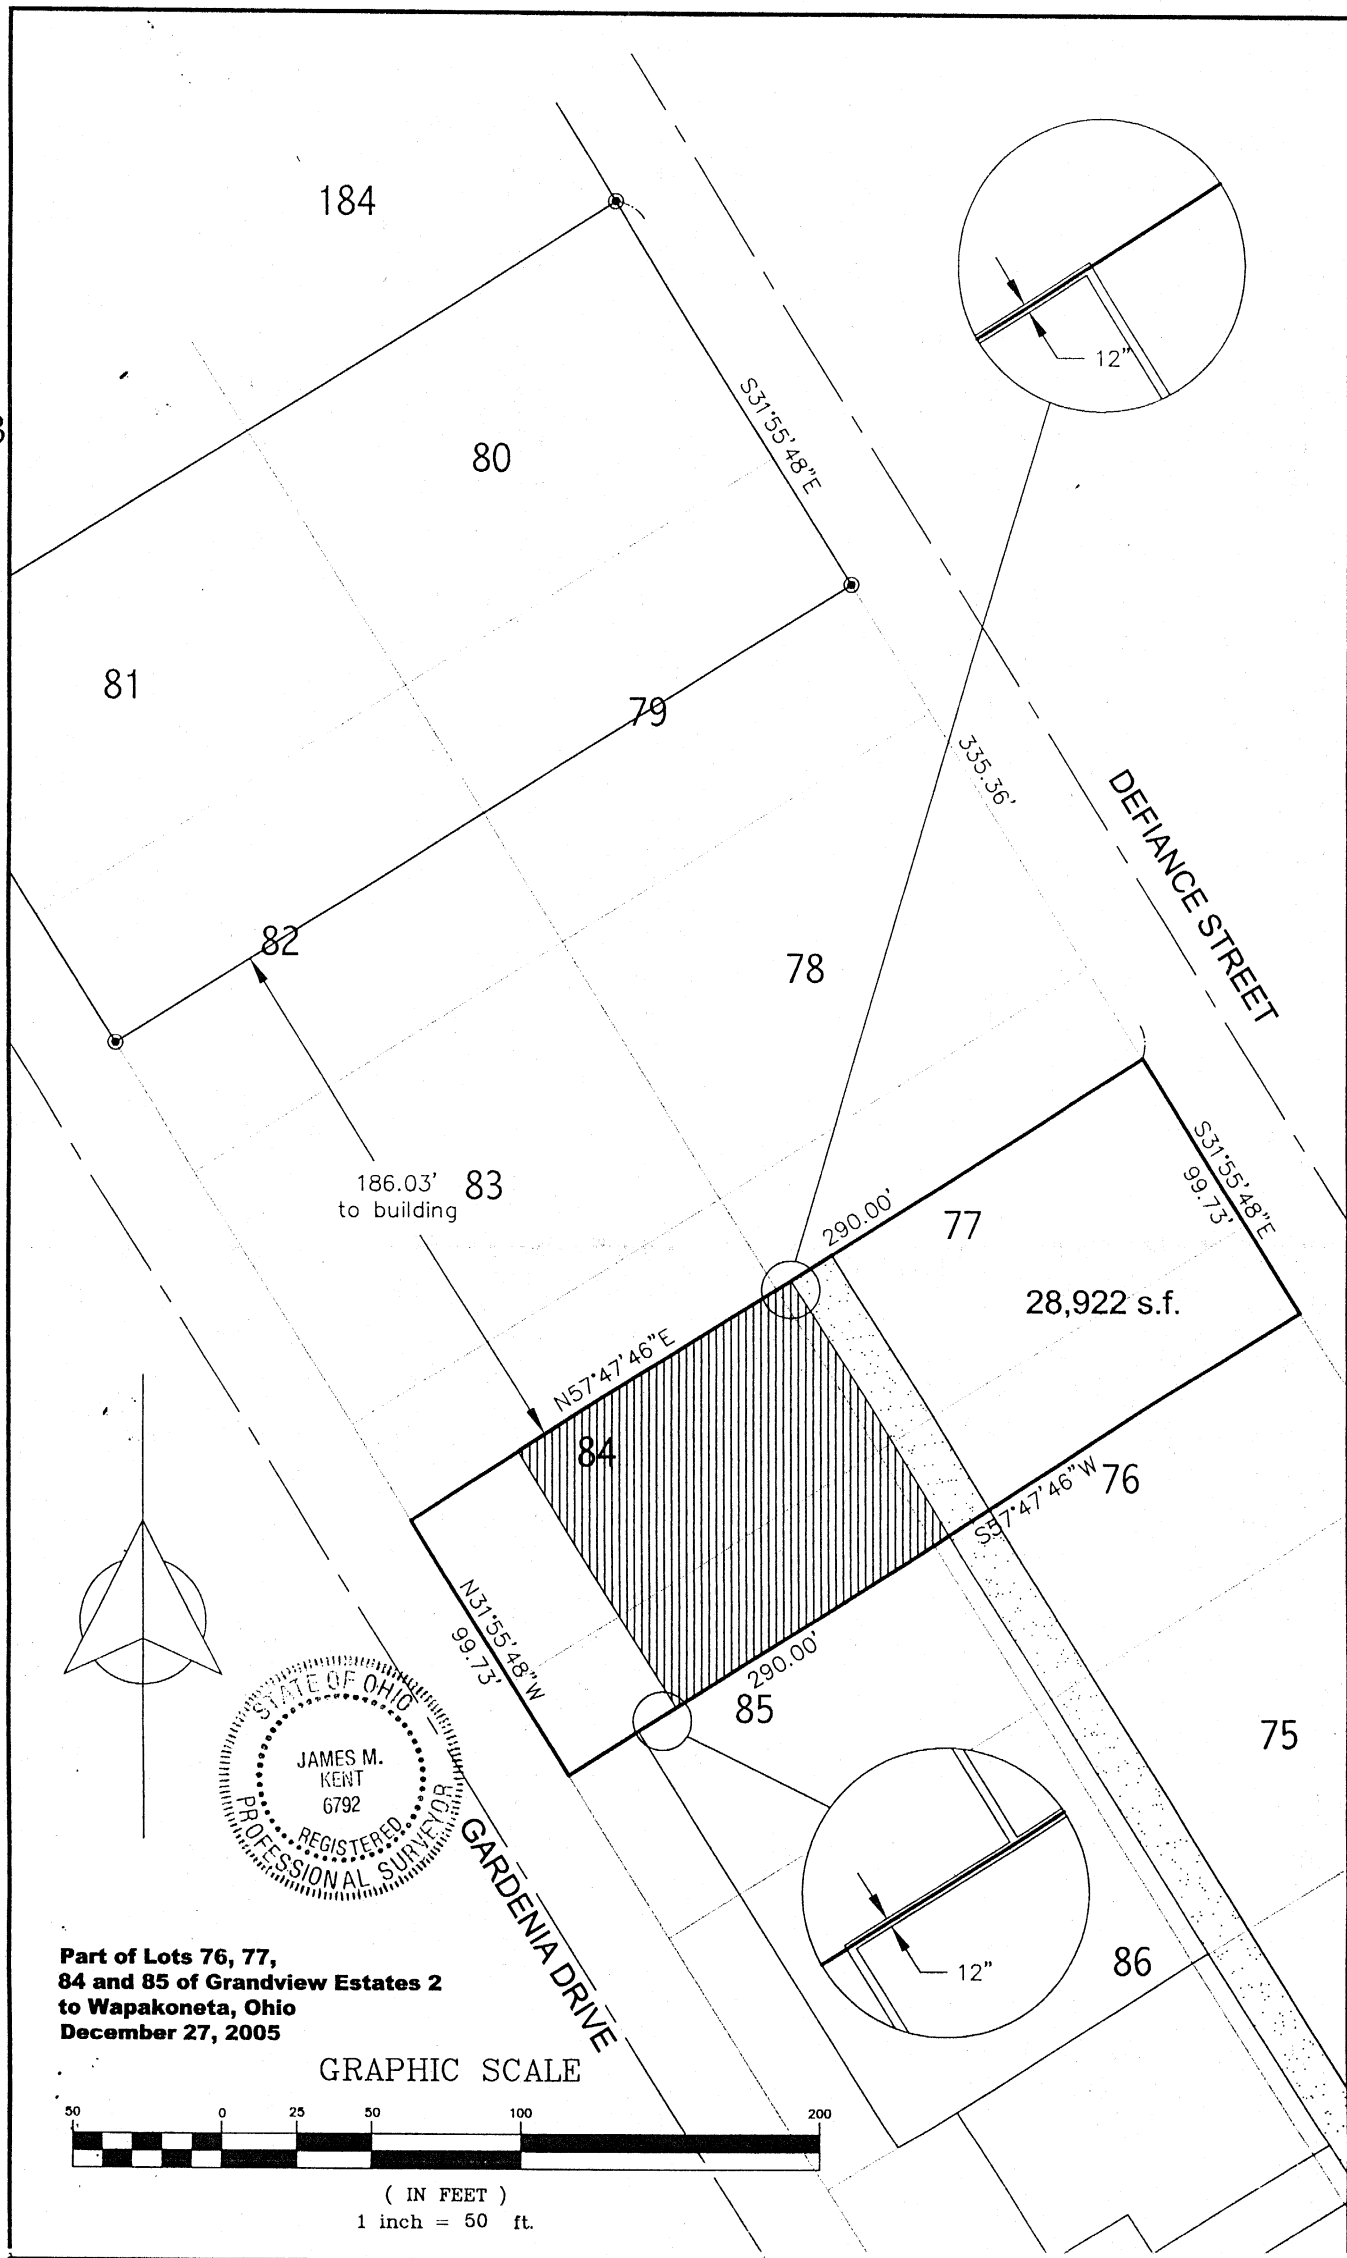 184
12"
S31°55'48"E
80
81
79
335.36'
DEFIANCE STREET
82
78
186.03'
to building
83
290.00'
77
S31°55'48"E
99.73'
28,922 s.f.
N57°47'46"E
84
S57°47'46"W
76
N31°55'48"W
99.73'
290.00'
85
75
STATE OF OHIO
JAMES M.
KENT
6792
REGISTERED
PROFESSIONAL SURVEYOR
GARDENIA DRIVE
12"
86
Part of Lots 76, 77,
84 and 85 of Grandview Estates 2
to Wapakoneta, Ohio
December 27, 2005
GRAPHIC SCALE
50 0 25 50 100 200
( IN FEET )
1 inch = 50 ft.